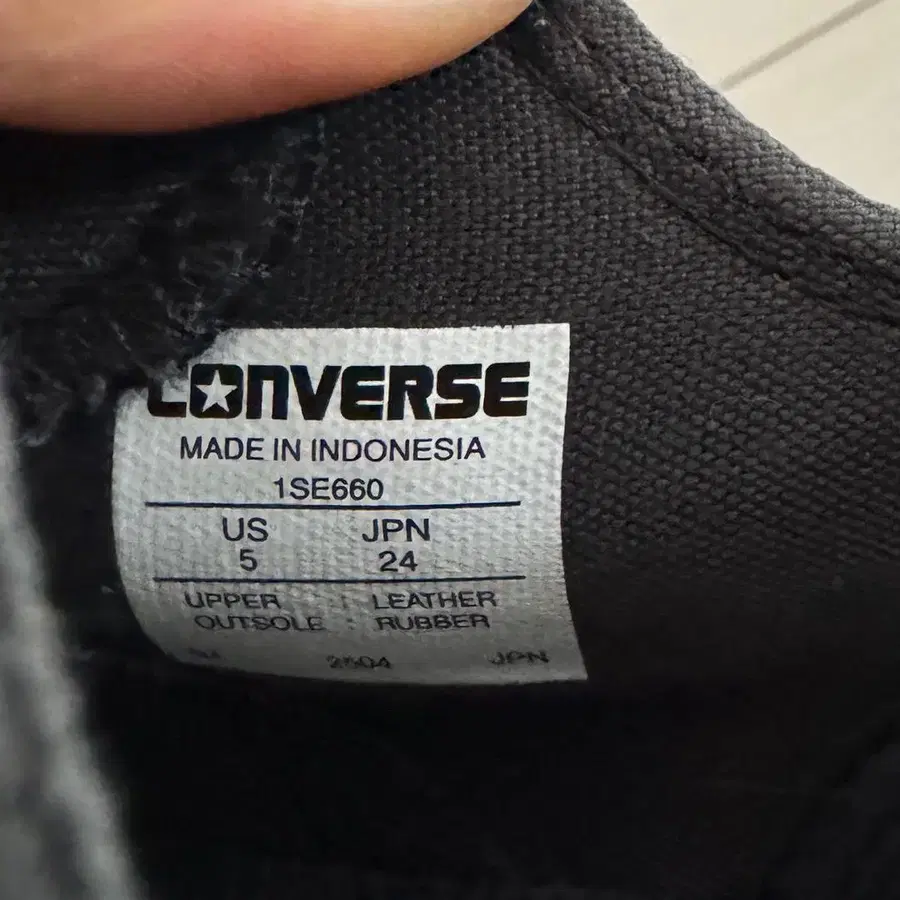 CONVERSE
MADE IN INDONESIA
1SE660
US JPN
5 24
UPPER : LEATHER
OUTSOLE : RUBBER
2504 JPN